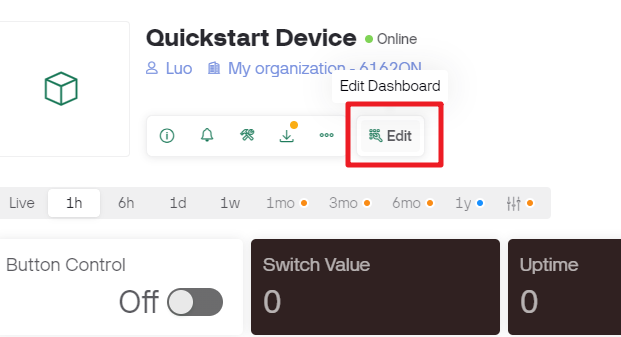 Quickstart Device Online
Luo My organization - 6162ON
Edit Dashboard
Edit
Live 1h 6h 1d 1w 1mo 3mo 6mo 1y
Button Control
Off
Switch Value
0
Uptime
0